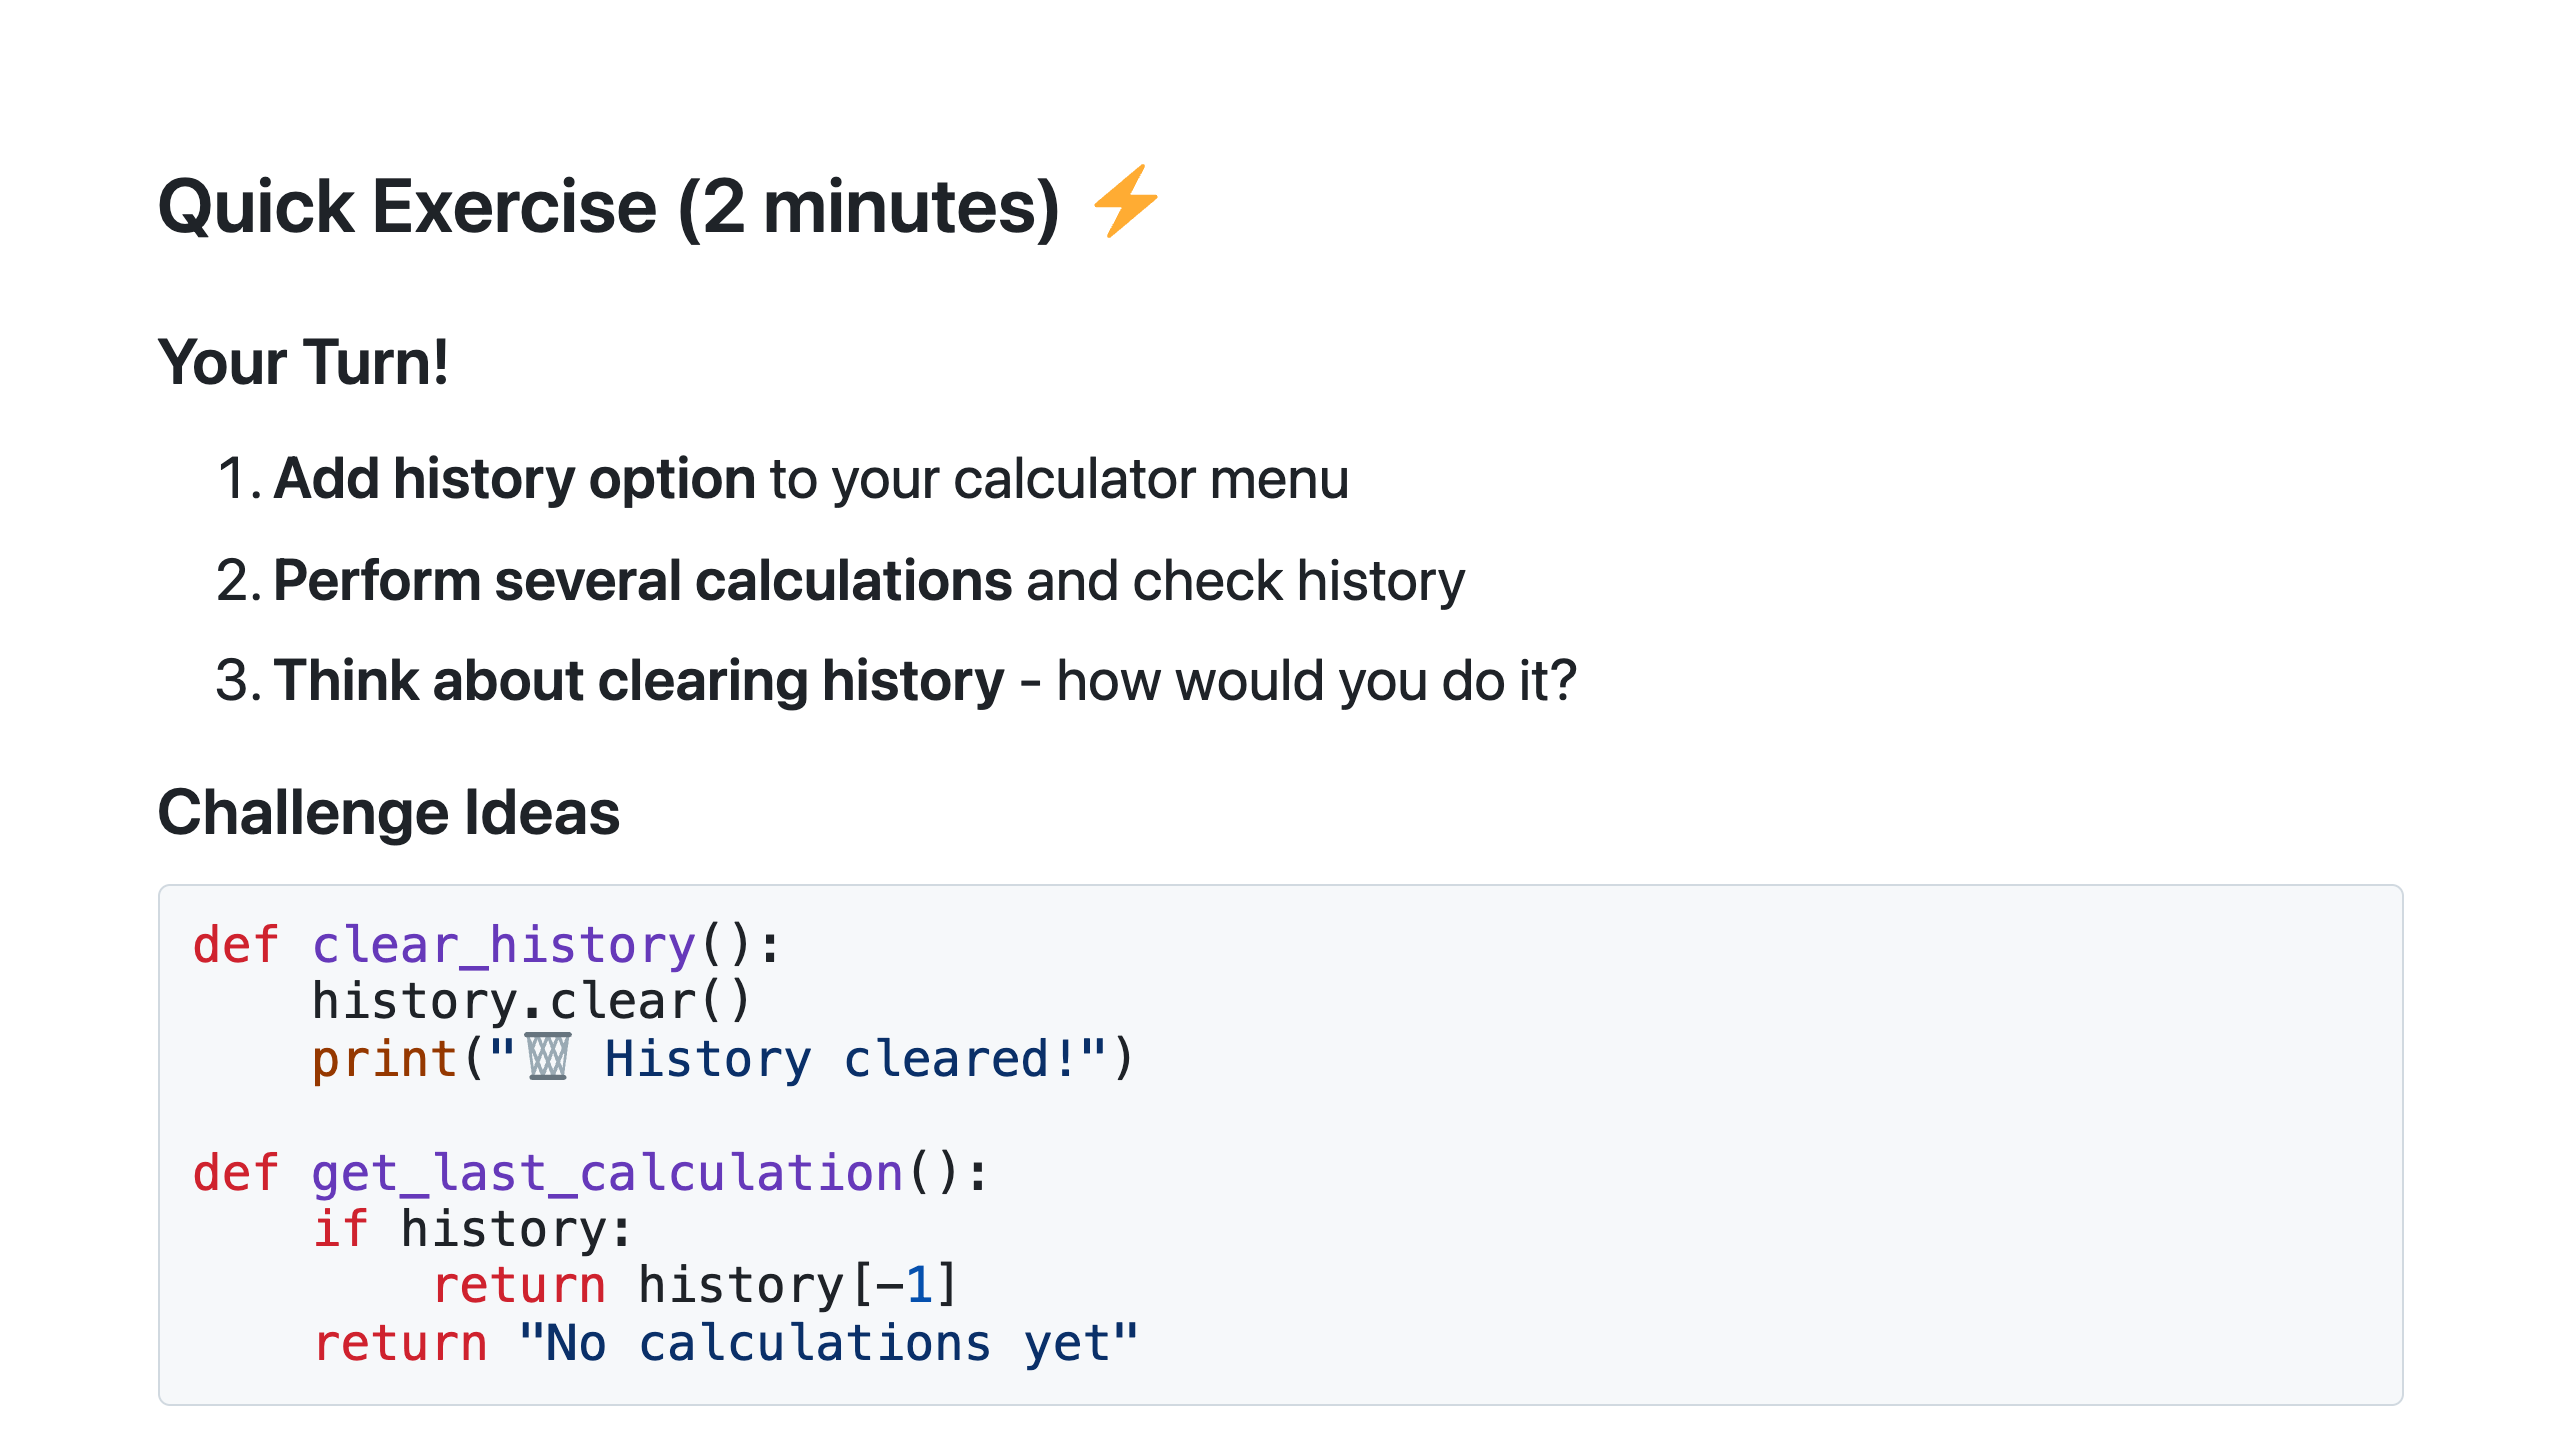 Quick Exercise (2 minutes) ⚡
Your Turn!
1. Add history option to your calculator menu
2. Perform several calculations and check history
3. Think about clearing history - how would you do it?
Challenge Ideas
def clear_history():
    history.clear()
    print("🗑️ History cleared!")

def get_last_calculation():
    if history:
        return history[-1]
    return "No calculations yet"